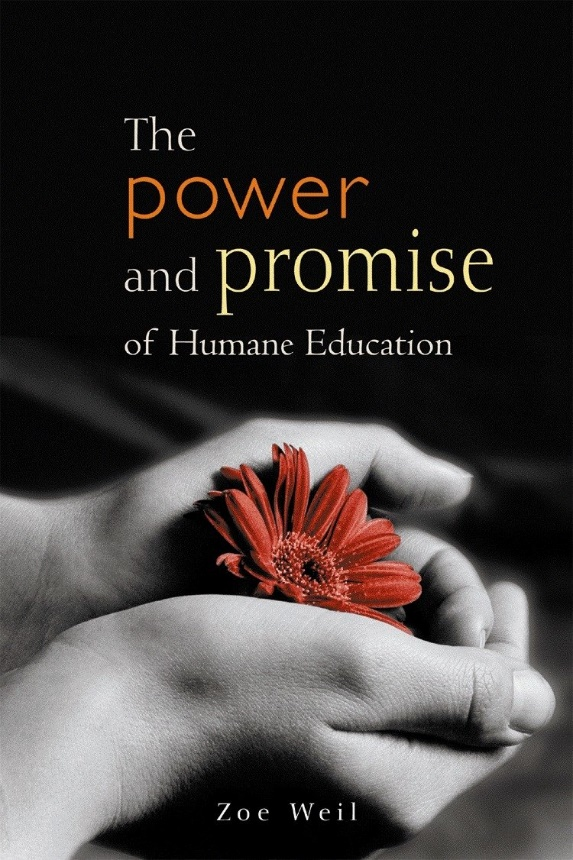 The
power
and promise
of Humane Education
Zoe Weil